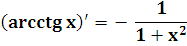 (arcctg x)′ = − 1/(1 + x²)